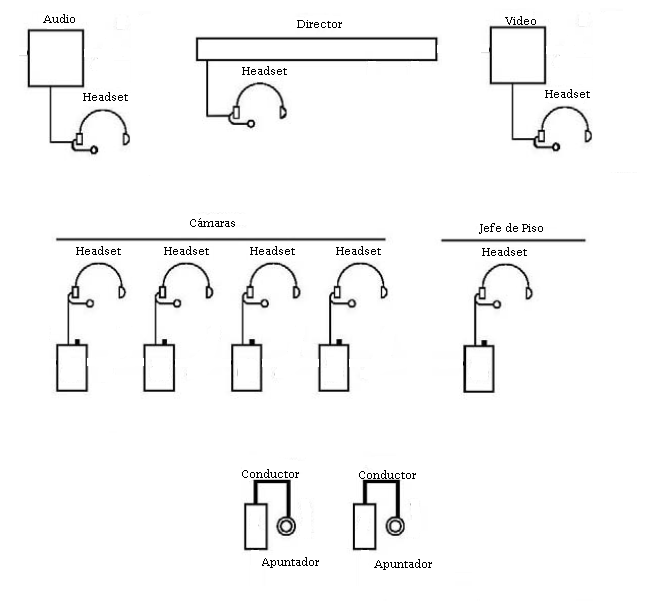 Audio
Director
Video
Headset
Headset
Headset
Cámaras
Jefe de Piso
Headset
Headset
Headset
Headset
Headset
Conductor
Conductor
Apuntador
Apuntador